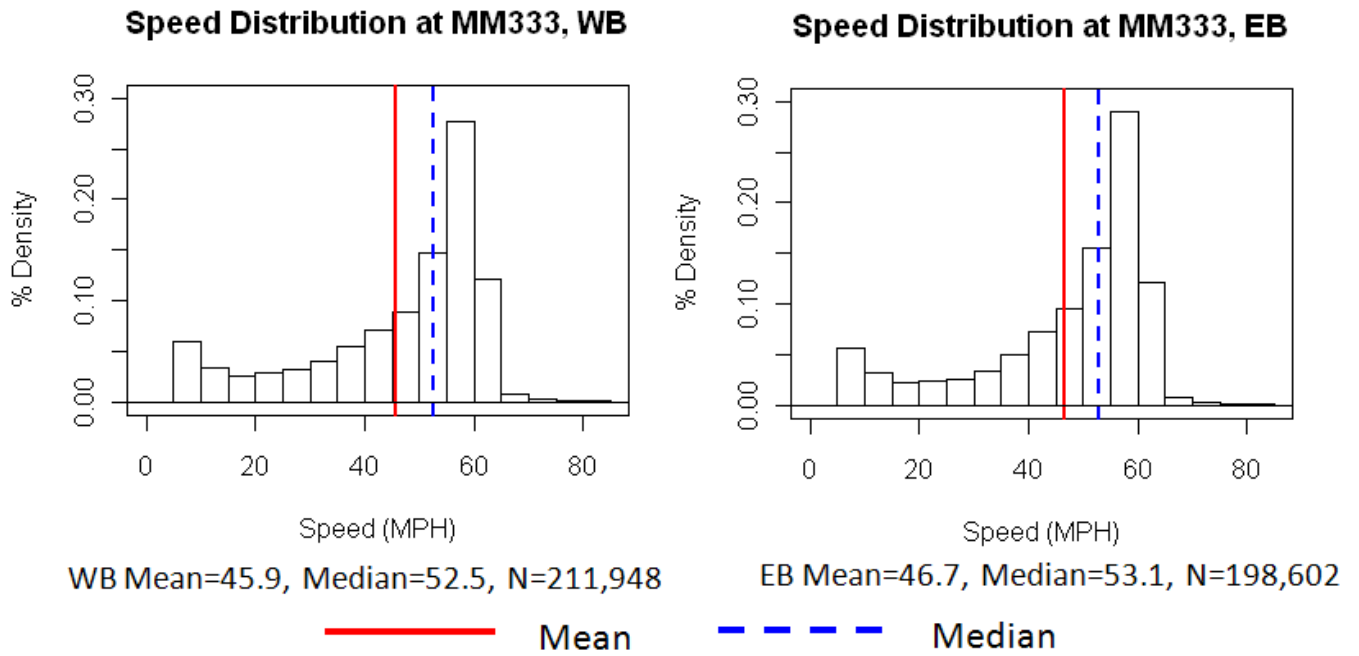 Speed Distribution at MM333, WB
% Density
0.30
0.20
0.10
0.00
0 20 40 60 80
Speed (MPH)
WB Mean=45.9, Median=52.5, N=211,948
Speed Distribution at MM333, EB
% Density
0.30
0.20
0.10
0.00
0 20 40 60 80
Speed (MPH)
EB Mean=46.7, Median=53.1, N=198,602
Mean
Median